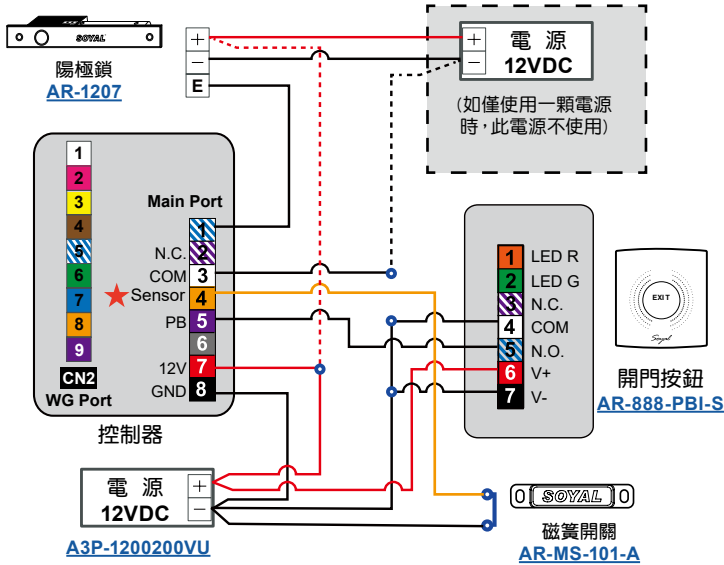 SOYAL
陽極鎖
AR-1207
+
−
E
+
−
電 源
12VDC
(如僅使用一顆電源
時，此電源不使用)
1
2
3
4
5
6
7
8
9
CN2
WG Port
Main Port
1
N.C. 2
COM 3
Sensor 4
PB 5
6
12V 7
GND 8
控制器
1 LED R
2 LED G
3 N.C.
4 COM
5 N.O.
6 V+
7 V-
EXIT
Soyal
開門按鈕
AR-888-PBI-S
電 源
12VDC
+
−
A3P-1200200VU
SOYAL
磁簧開關
AR-MS-101-A